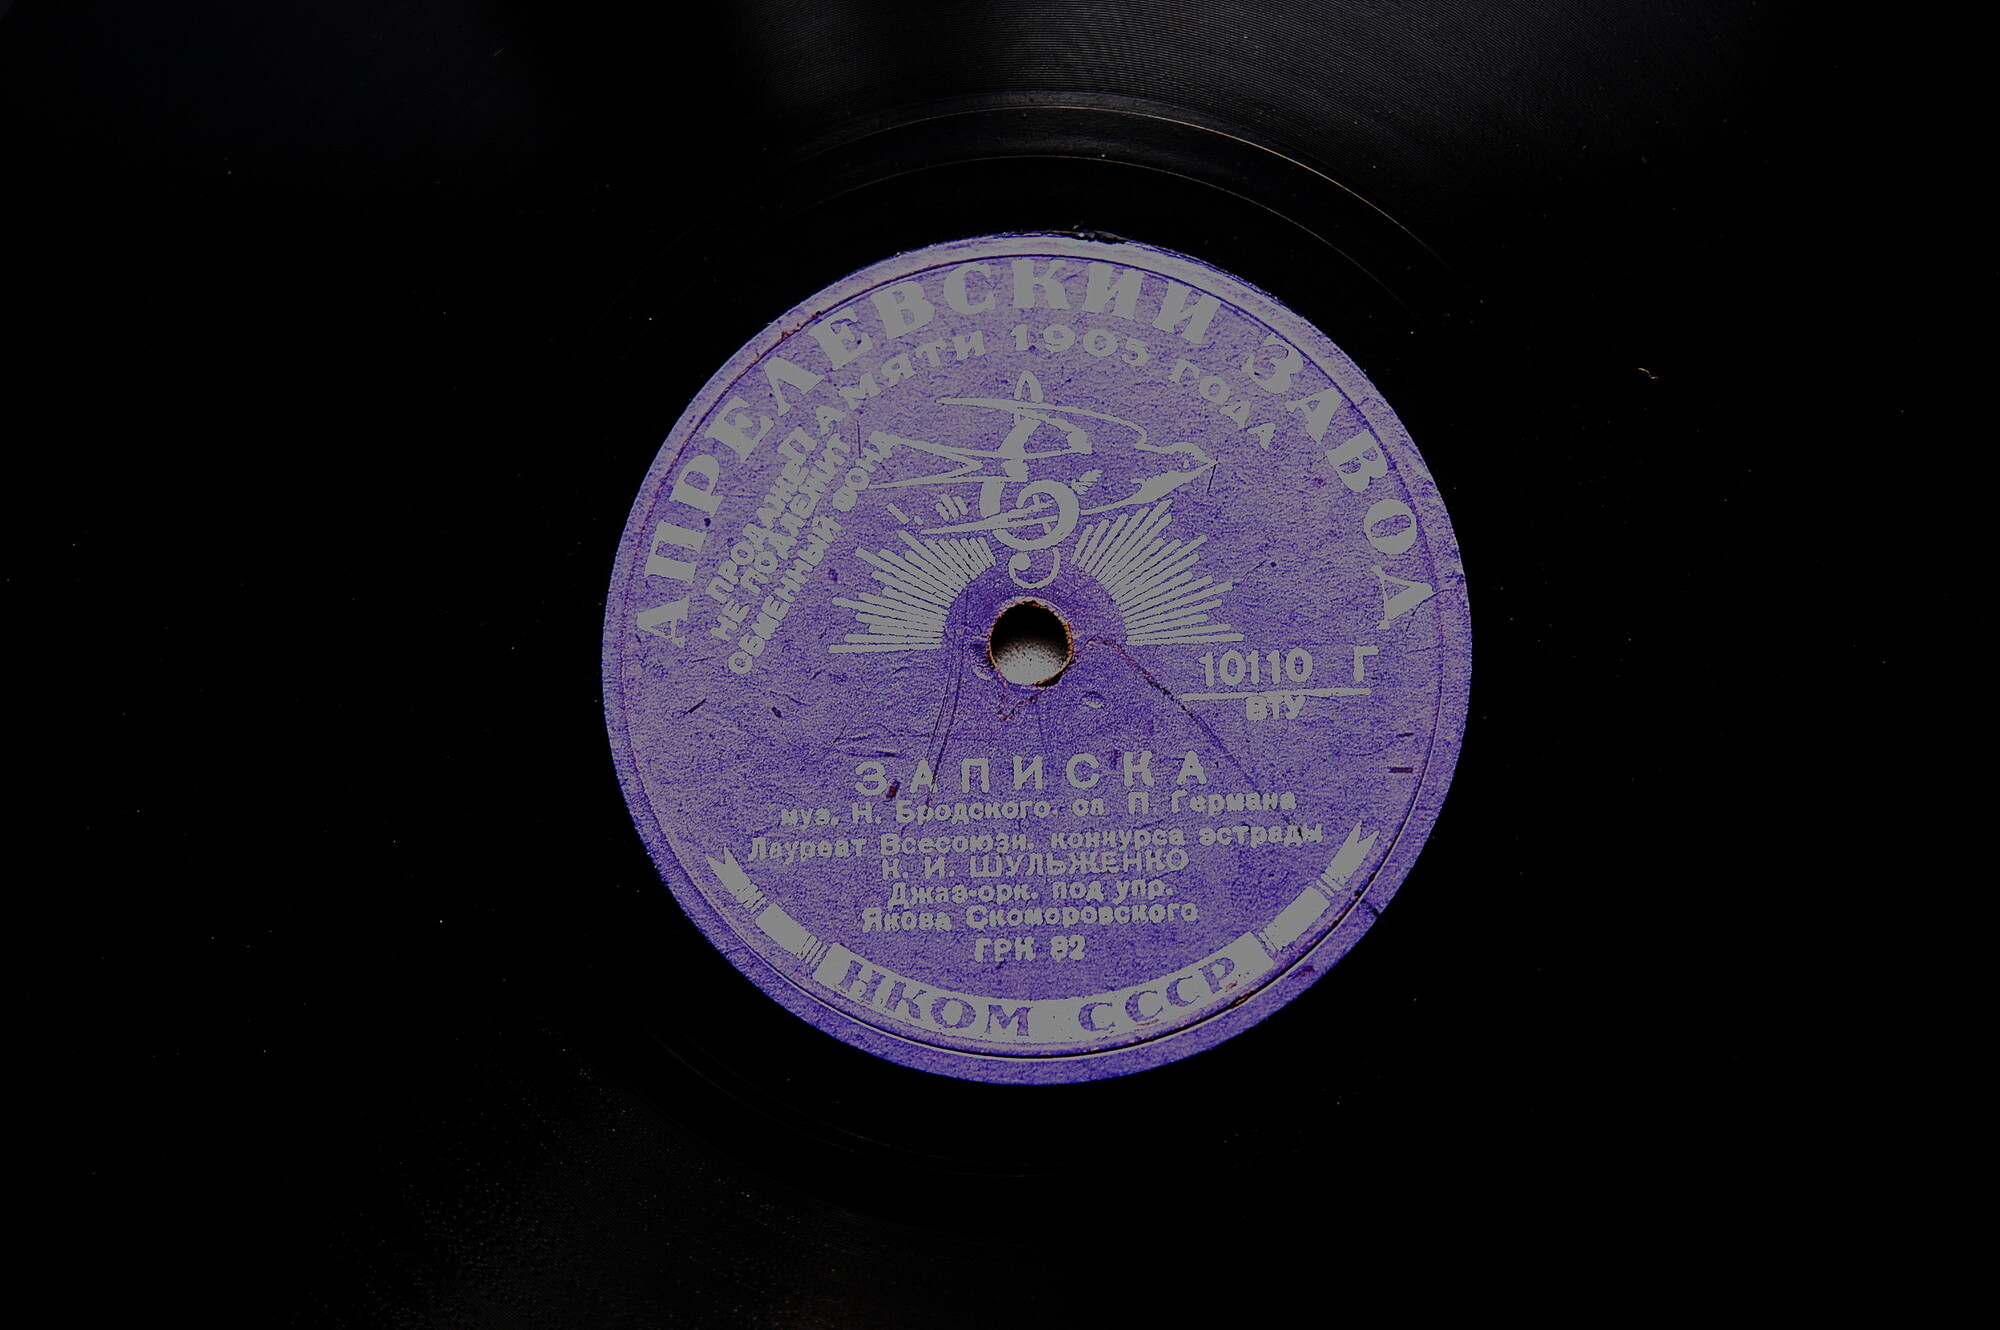 АПРЕЛЕВСКИЙ ЗАВОД
ПАМЯТИ 1905 ГОДА
ПРОДАЖЕ
НЕ ПОДЛЕЖИТ
ОБМЕННЫЙ ФОНД
10110 Г
ВТУ
ЗАПИСКА
муз. Н. Бродского, сл. П. Германа
Лауреат Всесоюзн. конкурса эстрады
К. И. ШУЛЬЖЕНКО
Джаз-орк. под упр.
Якова Скоморовского
ГРК 82
НКОМ СССР